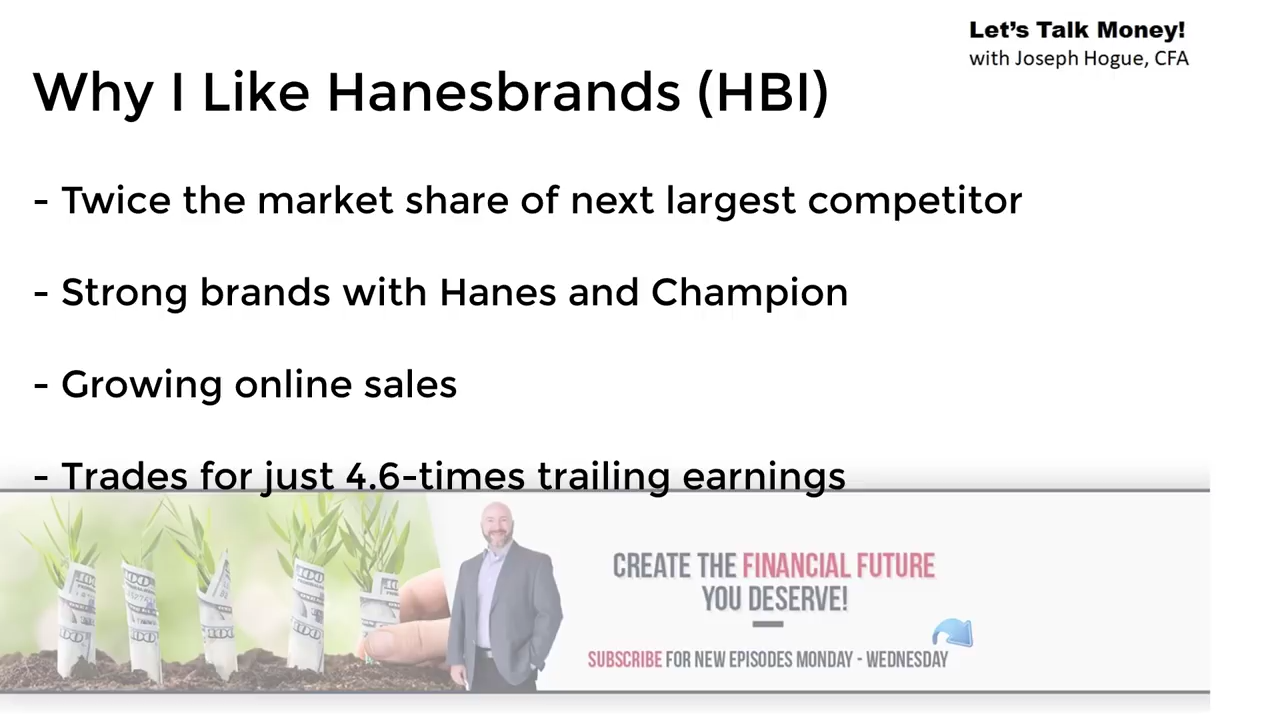 Let's Talk Money!
with Joseph Hogue, CFA
Why I Like Hanesbrands (HBI)
- Twice the market share of next largest competitor
- Strong brands with Hanes and Champion
- Growing online sales
- Trades for just 4.6-times trailing earnings
CREATE THE FINANCIAL FUTURE
YOU DESERVE!
SUBSCRIBE FOR NEW EPISODES MONDAY - WEDNESDAY